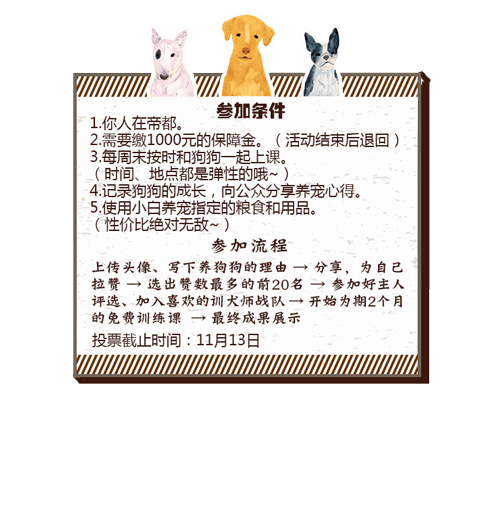 参加条件
1.你人在帝都。
2.需要缴1000元的保障金。（活动结束后退回）
3.每周末按时和狗狗一起上课。
（时间、地点都是弹性的哦~）
4.记录狗狗的成长，向公众分享养宠心得。
5.使用小白养宠指定的粮食和用品。
（性价比绝对无敌~）
参加流程
上传头像、写下养狗狗的理由 → 分享，为自己
拉赞 → 选出赞数最多的前20名 → 参加好主人
评选、加入喜欢的训犬师战队 → 开始为期2个月
的免费训练课 → 最终成果展示
投票截止时间：11月13日